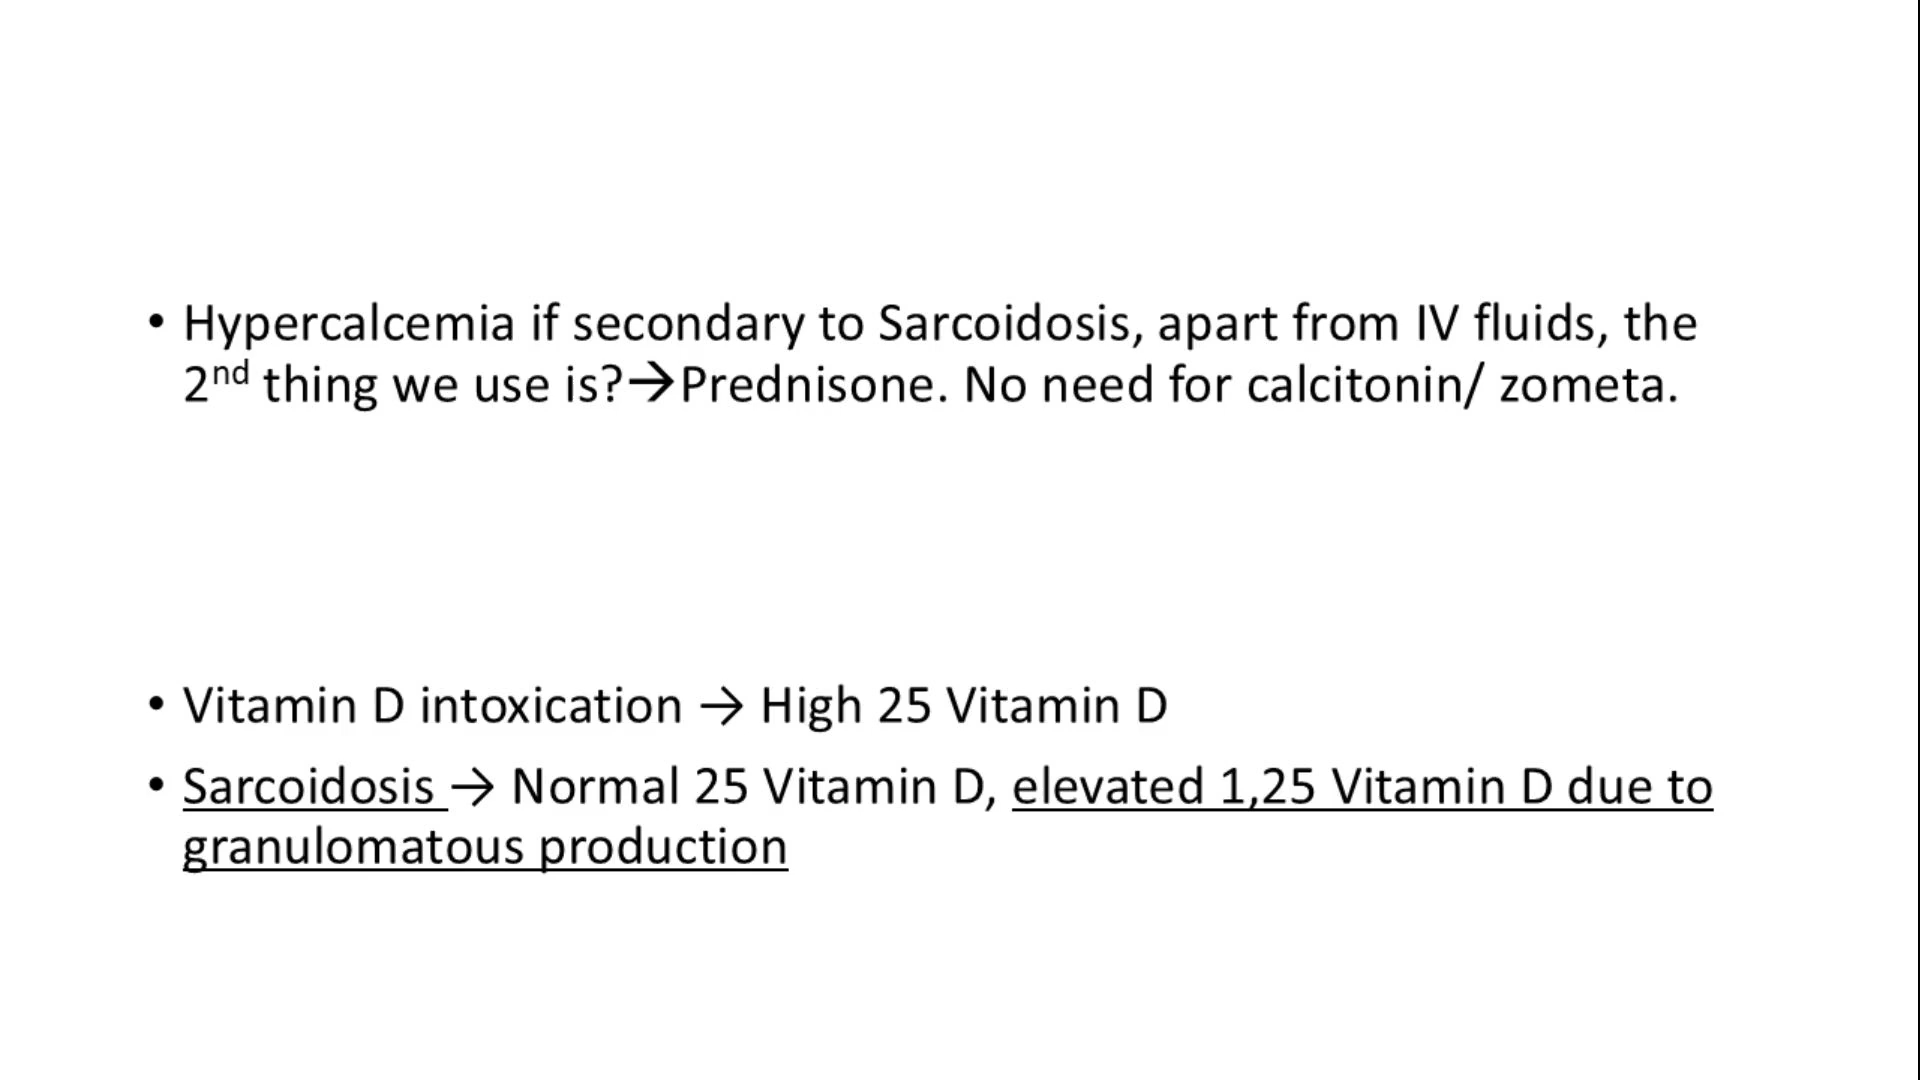 • Hypercalcemia if secondary to Sarcoidosis, apart from IV fluids, the
2nd thing we use is?→Prednisone. No need for calcitonin/ zometa.
• Vitamin D intoxication → High 25 Vitamin D
• Sarcoidosis → Normal 25 Vitamin D, elevated 1,25 Vitamin D due to
granulomatous production